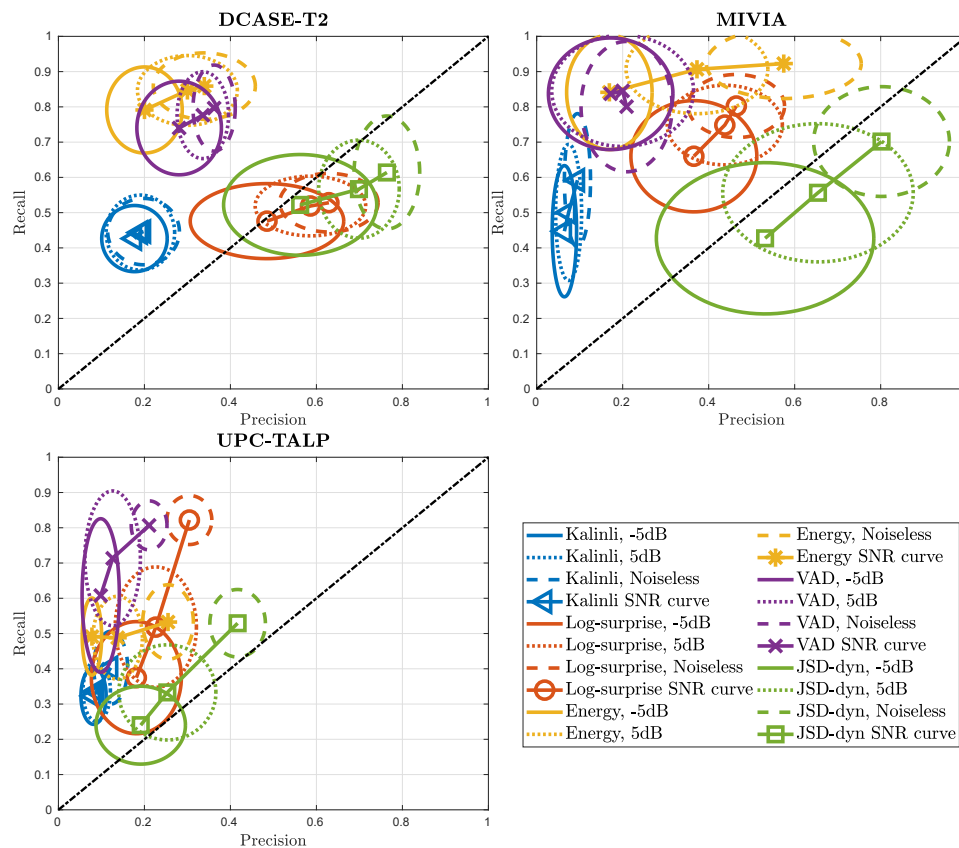 DCASE-T2
1
0.9
0.8
0.7
0.6
0.5
0.4
0.3
0.2
0.1
0
Recall
0 0.2 0.4 0.6 0.8 1
Precision
MIVIA
1
0.9
0.8
0.7
0.6
0.5
0.4
0.3
0.2
0.1
0
Recall
0 0.2 0.4 0.6 0.8
Precision
UPC-TALP
1
0.9
0.8
0.7
0.6
0.5
0.4
0.3
0.2
0.1
0
Recall
0 0.2 0.4 0.6 0.8 1
Precision
Kalinli, -5dB
Kalinli, 5dB
Kalinli, Noiseless
Kalinli SNR curve
Log-surprise, -5dB
Log-surprise, 5dB
Log-surprise, Noiseless
Log-surprise SNR curve
Energy, -5dB
Energy, 5dB
Energy, Noiseless
Energy SNR curve
VAD, -5dB
VAD, 5dB
VAD, Noiseless
VAD SNR curve
JSD-dyn, -5dB
JSD-dyn, 5dB
JSD-dyn, Noiseless
JSD-dyn SNR curve